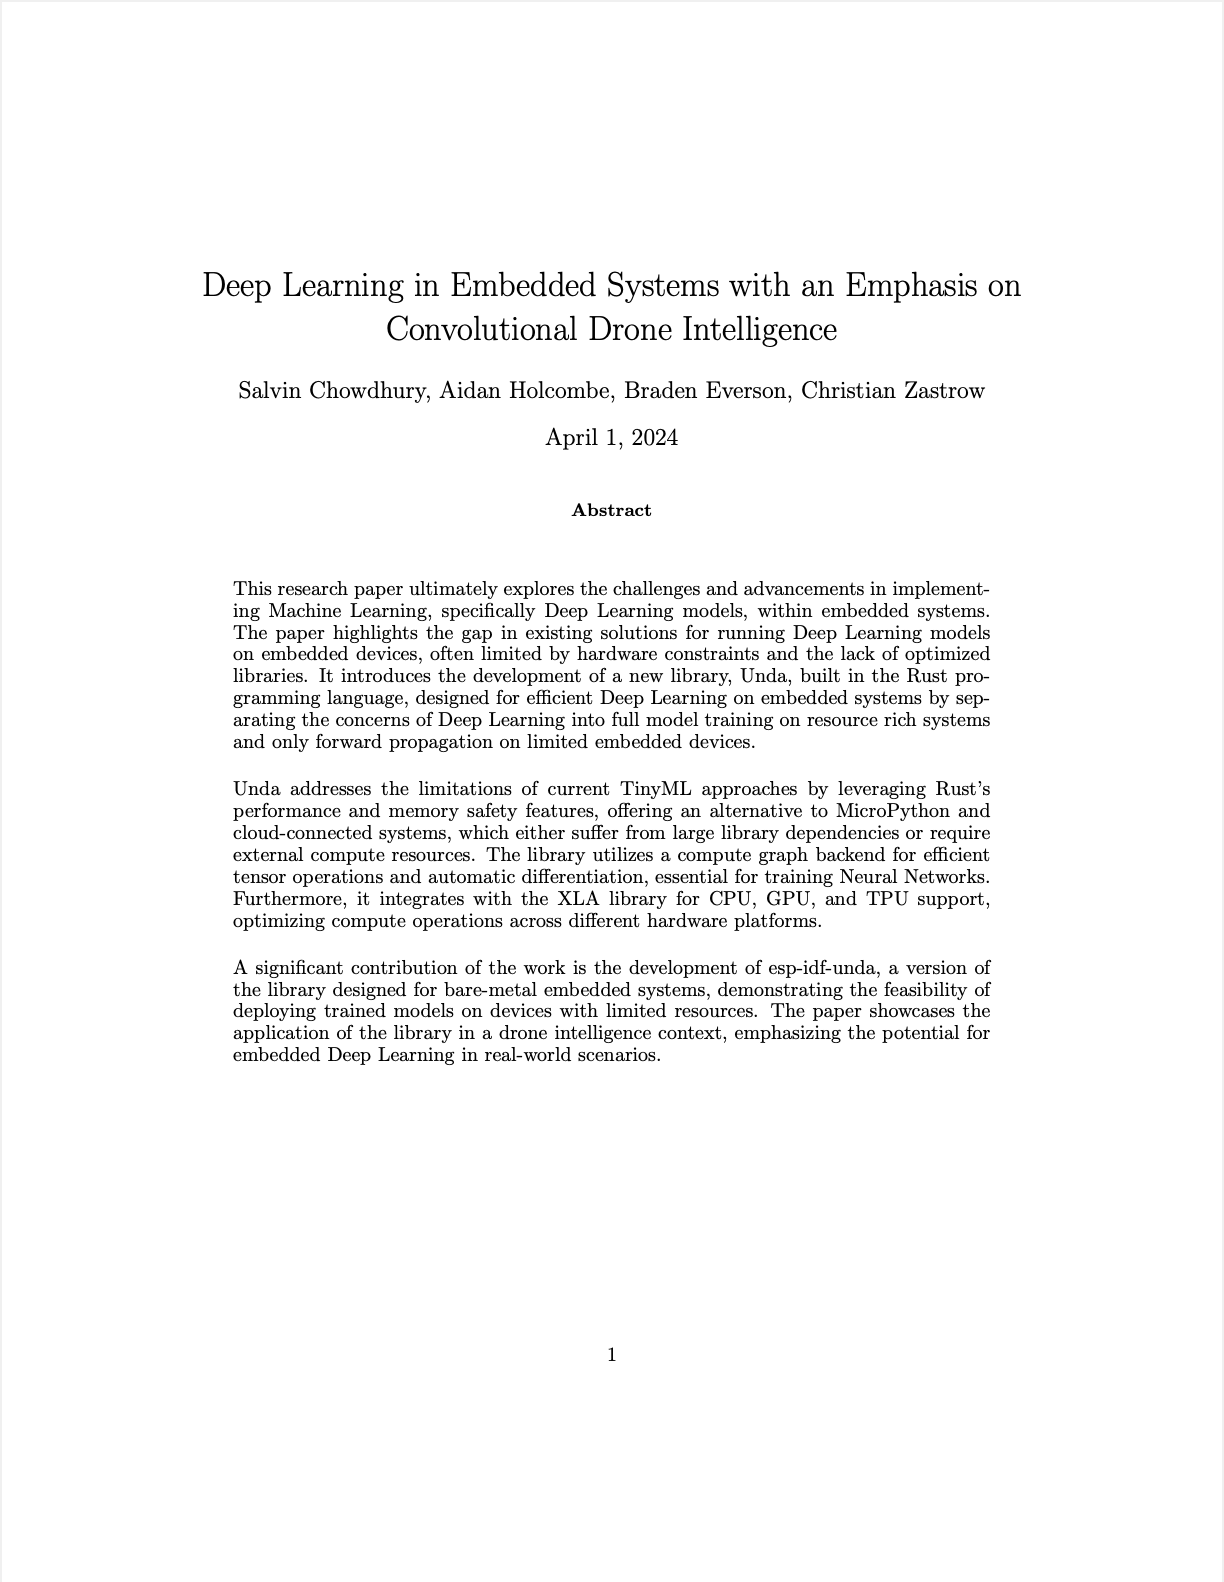 Deep Learning in Embedded Systems with an Emphasis on
Convolutional Drone Intelligence
Salvin Chowdhury, Aidan Holcombe, Braden Everson, Christian Zastrow
April 1, 2024
Abstract
This research paper ultimately explores the challenges and advancements in implement-
ing Machine Learning, specifically Deep Learning models, within embedded systems.
The paper highlights the gap in existing solutions for running Deep Learning models
on embedded devices, often limited by hardware constraints and the lack of optimized
libraries. It introduces the development of a new library, Unda, built in the Rust pro-
gramming language, designed for efficient Deep Learning on embedded systems by sep-
arating the concerns of Deep Learning into full model training on resource rich systems
and only forward propagation on limited embedded devices.
Unda addresses the limitations of current TinyML approaches by leveraging Rust's
performance and memory safety features, offering an alternative to MicroPython and
cloud-connected systems, which either suffer from large library dependencies or require
external compute resources. The library utilizes a compute graph backend for efficient
tensor operations and automatic differentiation, essential for training Neural Networks.
Furthermore, it integrates with the XLA library for CPU, GPU, and TPU support,
optimizing compute operations across different hardware platforms.
A significant contribution of the work is the development of esp-idf-unda, a version of
the library designed for bare-metal embedded systems, demonstrating the feasibility of
deploying trained models on devices with limited resources. The paper showcases the
application of the library in a drone intelligence context, emphasizing the potential for
embedded Deep Learning in real-world scenarios.
1